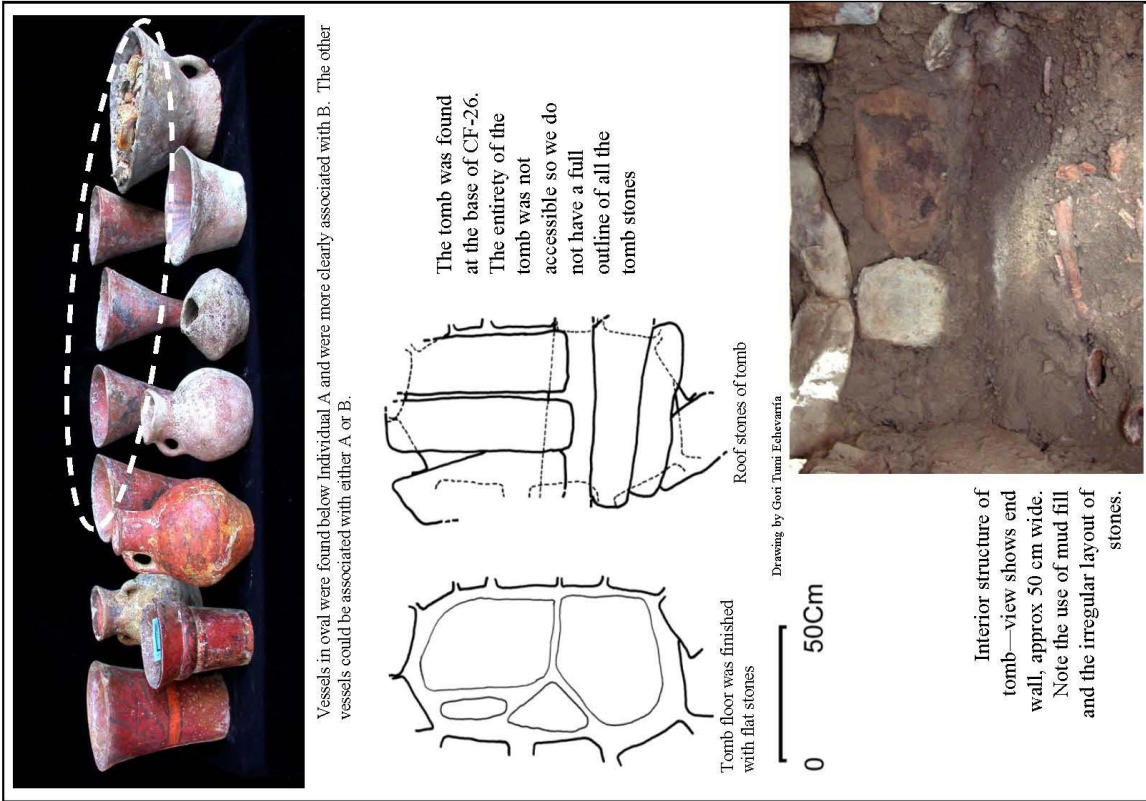 Vessels in oval were found below Individual A and were more clearly associated with B. The other
vessels could be associated with either A or B.
The tomb was found
at the base of CF-26.
The entirety of the
tomb was not
accessible so we do
not have a full
outline of all the
tomb stones
Tomb floor was finished
with flat stones
Roof stones of tomb
Drawing by Gori Tumi Echevarría
0 50Cm
Interior structure of
tomb—view shows end
wall, approx 50 cm wide.
Note the use of mud fill
and the irregular layout of
stones.